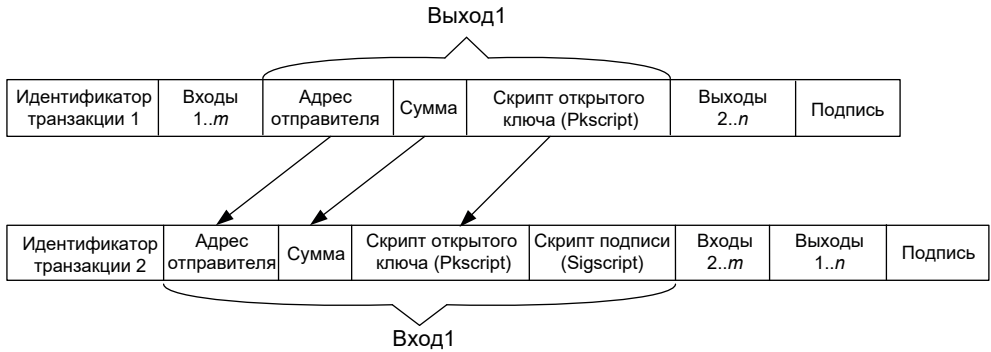 Выход1
Идентификатор
транзакции 1
Входы
1..m
Адрес
отправителя
Сумма
Скрипт открытого
ключа (Pkscript)
Выходы
2..n
Подпись
Идентификатор
транзакции 2
Адрес
отправителя
Сумма
Скрипт открытого
ключа (Pkscript)
Скрипт подписи
(Sigscript)
Входы
2..m
Выходы
1..n
Подпись
Вход1